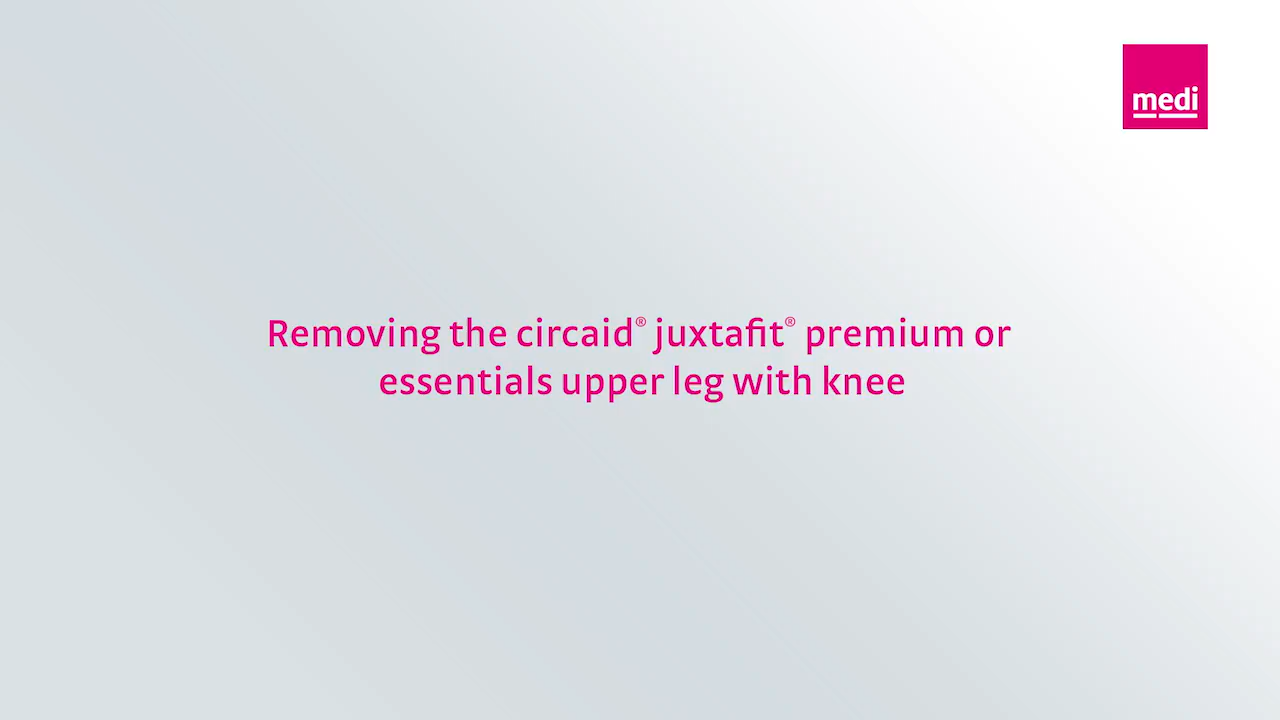 medi
Removing the circaid® juxtafit® premium or
essentials upper leg with knee